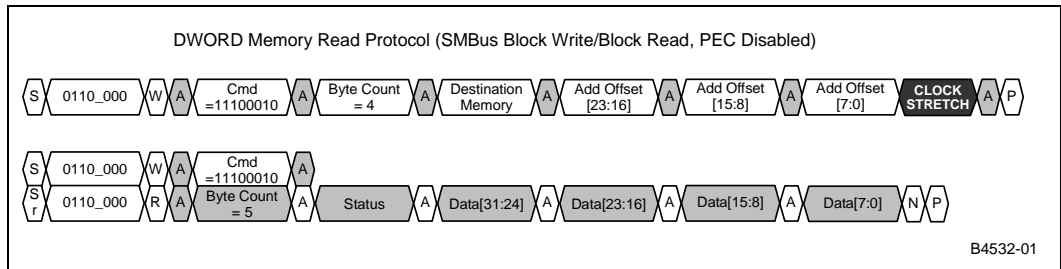 DWORD Memory Read Protocol (SMBus Block Write/Block Read, PEC Disabled)
S 0110_000 W A Cmd =11100010 A Byte Count = 4 A Destination Memory A Add Offset [23:16] A Add Offset [15:8] A Add Offset [7:0] CLOCK STRETCH A P
S 0110_000 W A Cmd =11100010 A
Sr 0110_000 R A Byte Count = 5 A Status A Data[31:24] A Data[23:16] A Data[15:8] A Data[7:0] N P
B4532-01